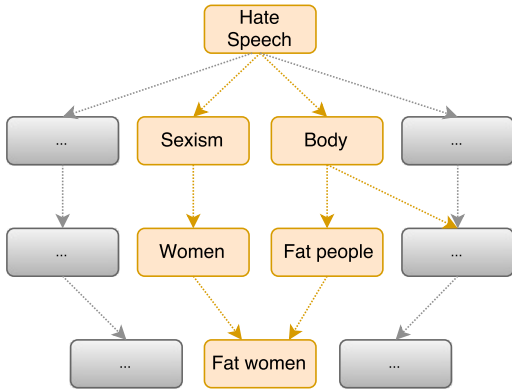 Hate
Speech
...
Sexism
Body
...
...
Women
Fat people
...
...
Fat women
...